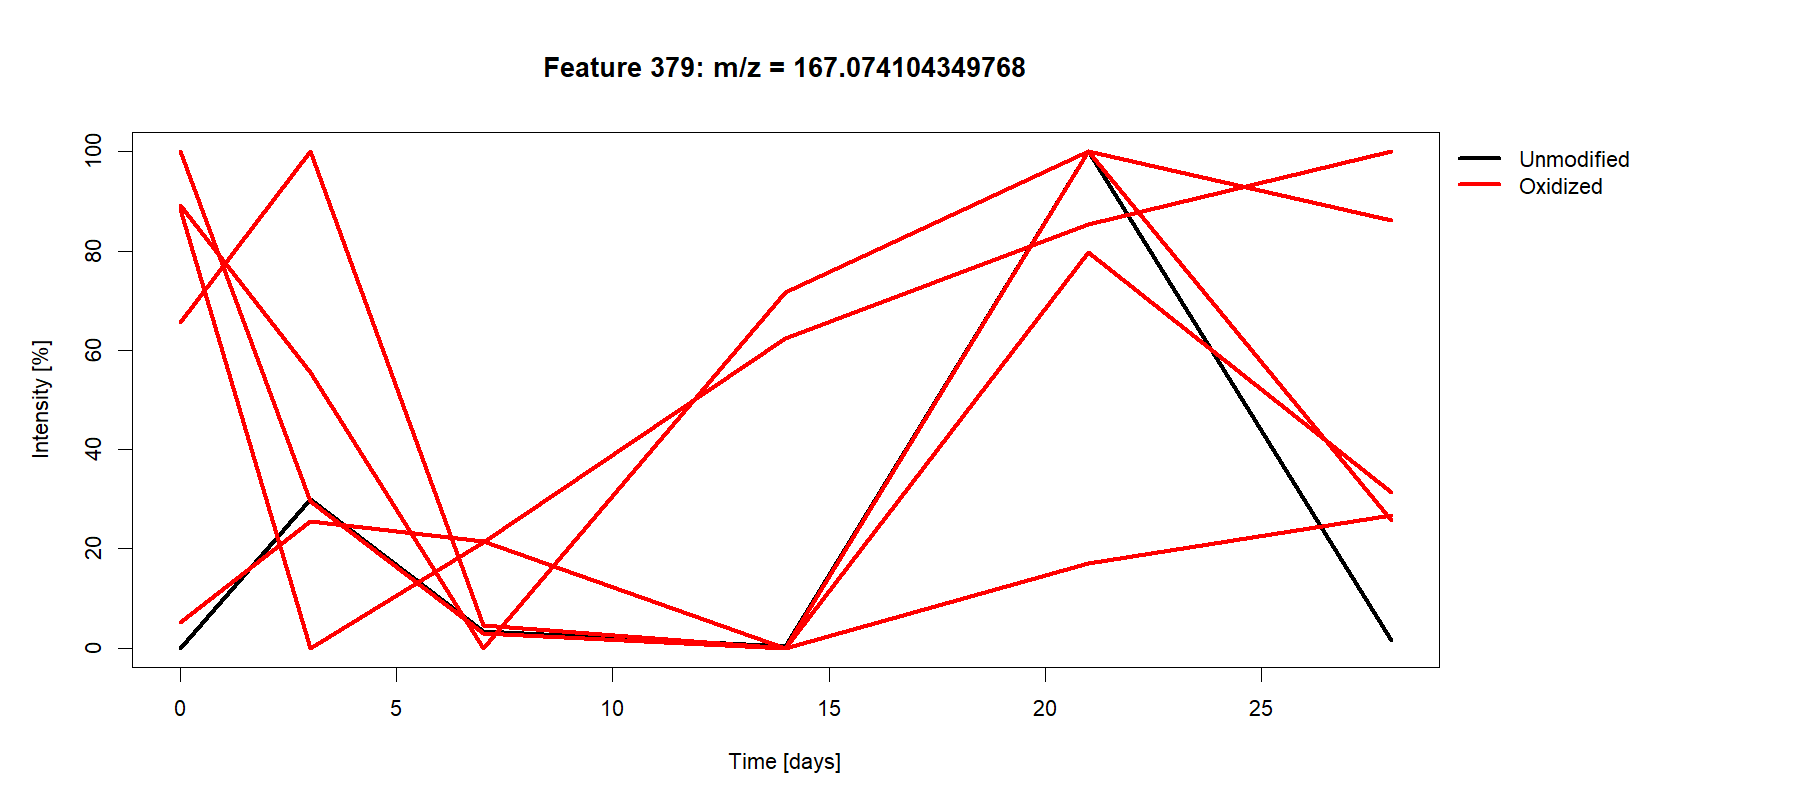 Feature 379: m/z = 167.074104349768
Unmodified
Oxidized
Intensity [%]
100
80
60
40
20
0
0 5 10 15 20 25
Time [days]